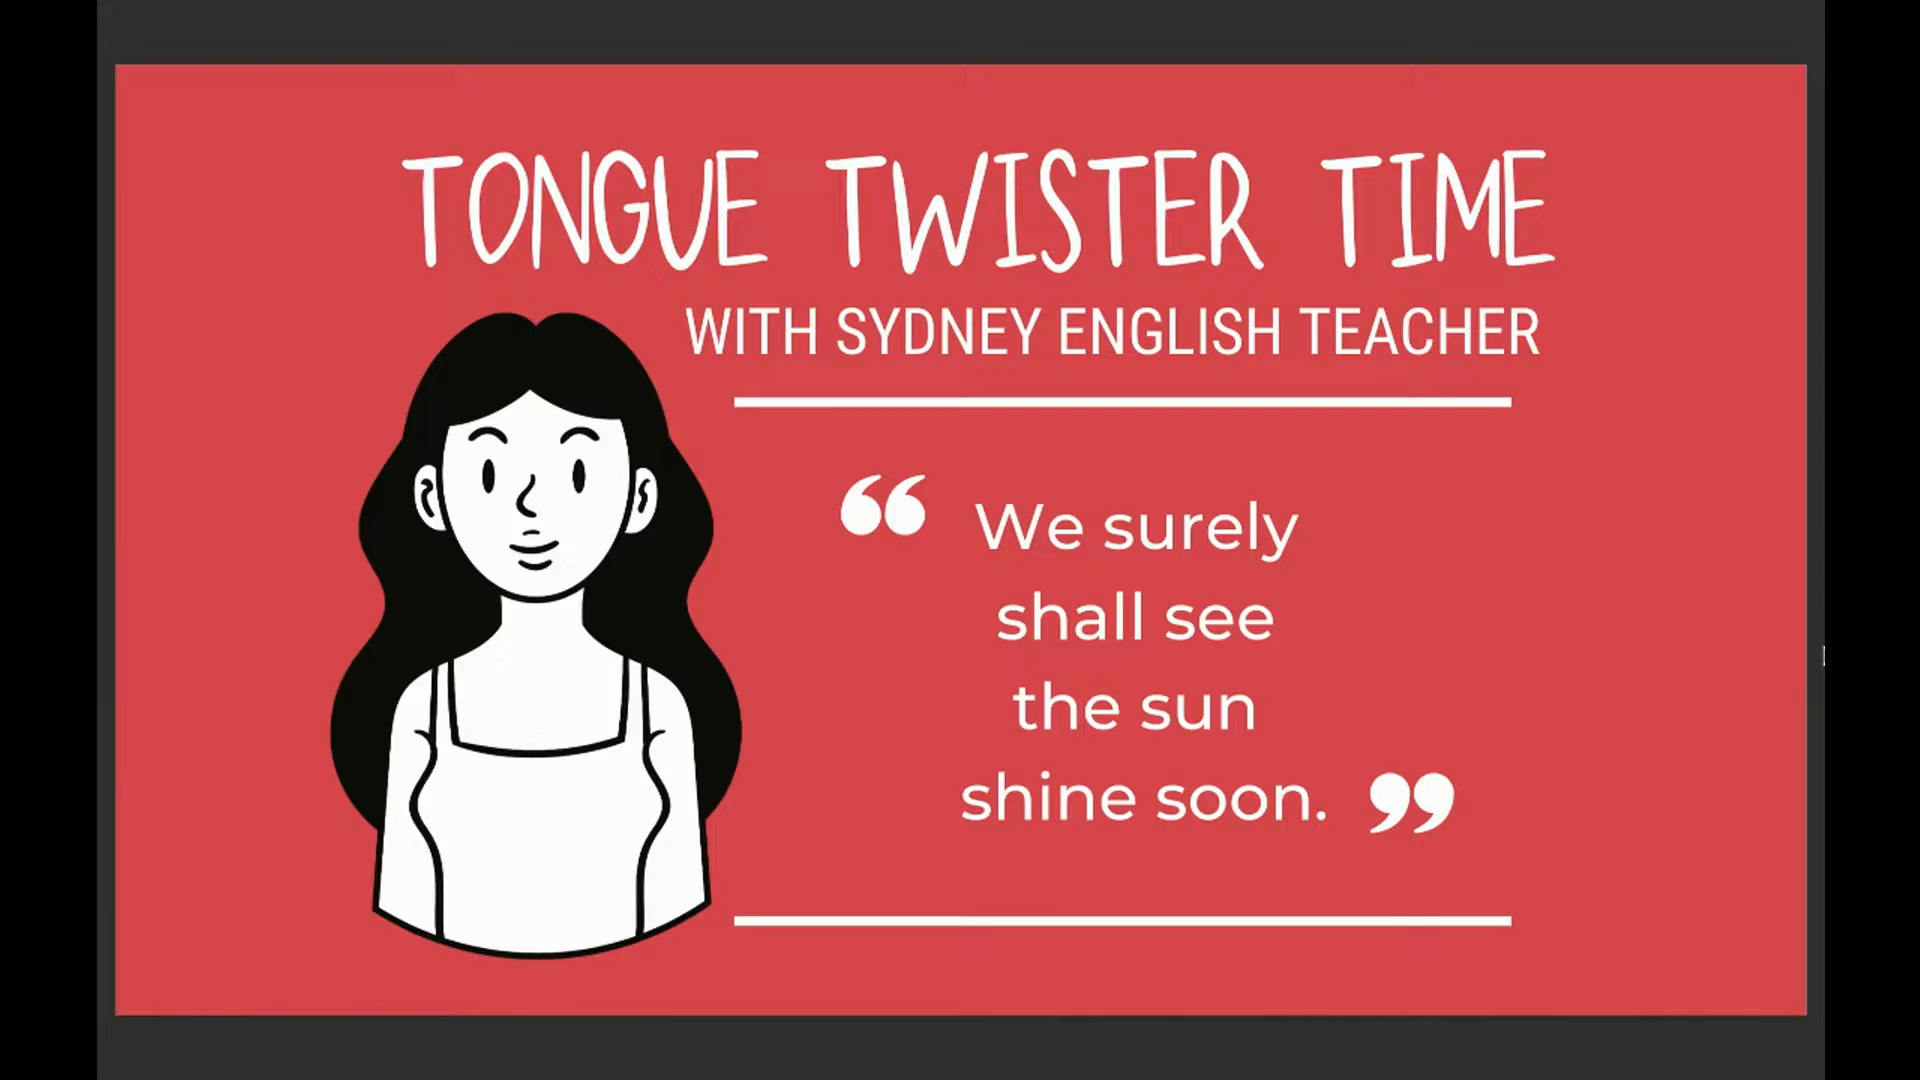 TONGUE TWISTER TIME
WITH SYDNEY ENGLISH TEACHER
“ We surely
shall see
the sun
shine soon. ”